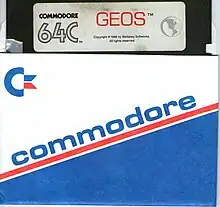 COMMODORE
64C
GEOS™
Copyright © 1986 by Berkeley Softworks
All rights reserved
commodore